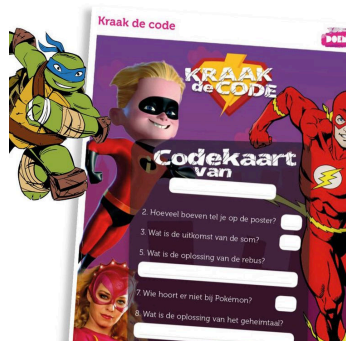 Kraak de code
KRAAK
de CODE
Codekaart
van
2. Hoeveel boeven tel je op de poster?
3. Wat is de uitkomst van de som?
5. Wat is de oplossing van de rebus?
7. Wie hoort er niet bij Pokémon?
8. Wat is de oplossing van het geheimtaal?